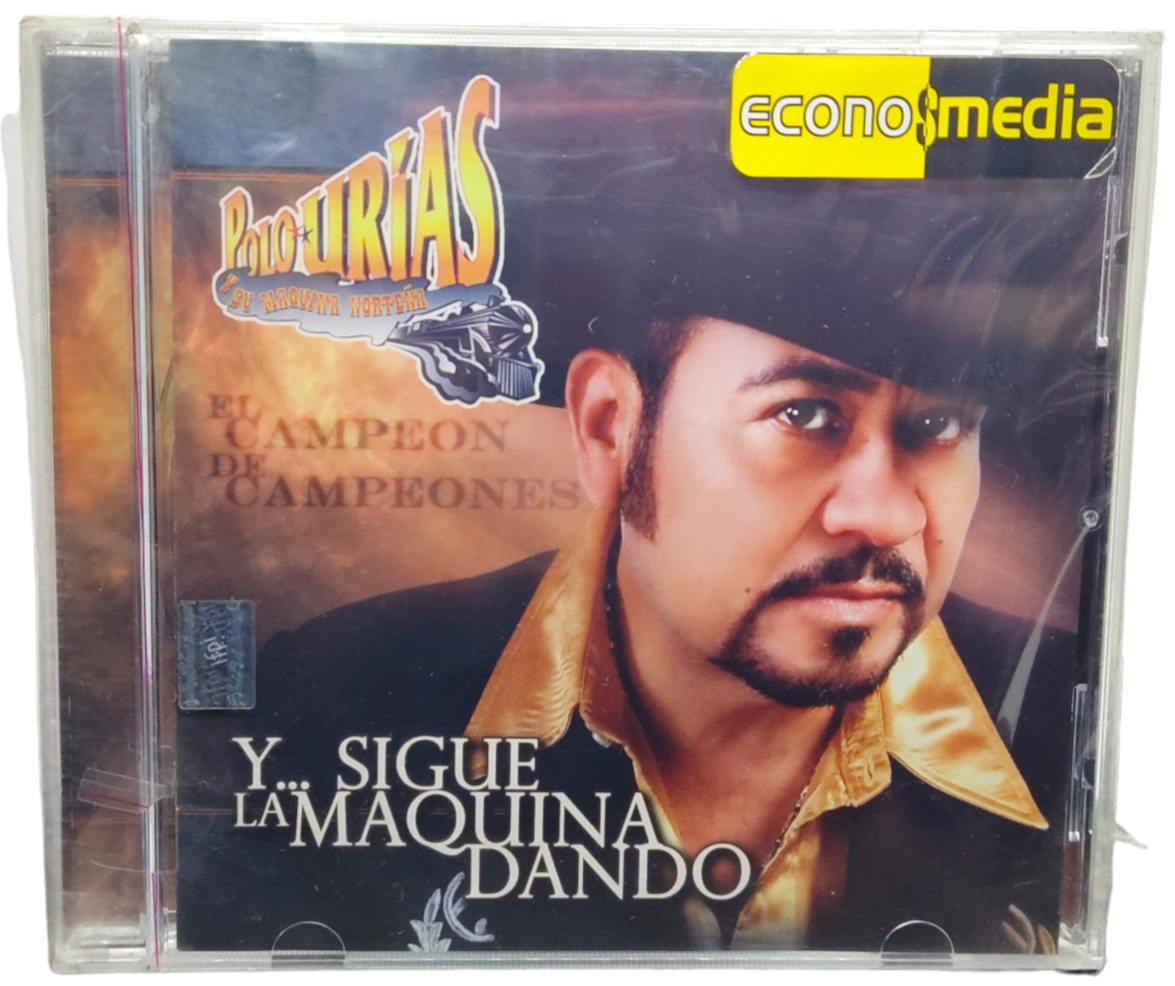 econo$media
POLO URÍAS
Y SU MAQUINA NORTEÑA
EL
CAMPEON
DE
CAMPEONES
Y... SIGUE
LA MAQUINA
DANDO